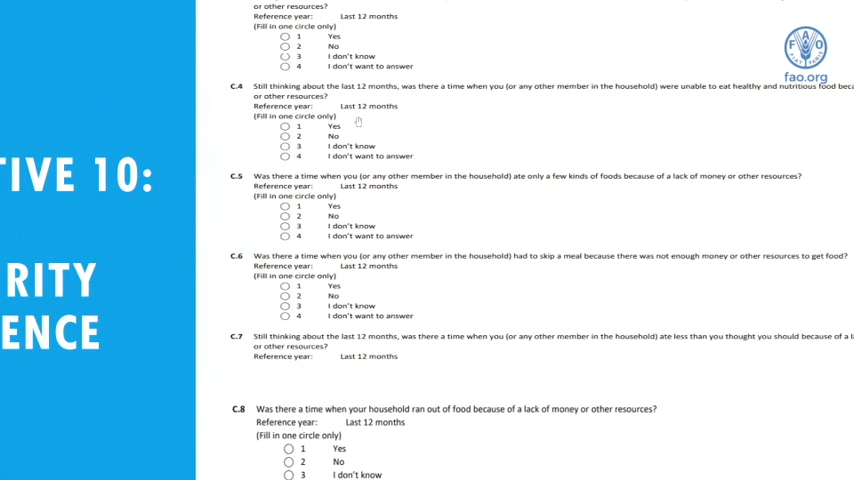 or other resources?
Reference year: Last 12 months
(Fill in one circle only)
1 Yes
2 No
3 I don't know
4 I don't want to answer
FAO
FIAT PANIS
fao.org
C.4 Still thinking about the last 12 months, was there a time when you (or any other member in the household) were unable to eat healthy and nutritious food
or other resources?
Reference year: Last 12 months
(Fill in one circle only)
1 Yes
2 No
3 I don't know
4 I don't want to answer
TIVE 10:
RITY
ENCE
C.5 Was there a time when you (or any other member in the household) ate only a few kinds of foods because of a lack of money or other resources?
Reference year: Last 12 months
(Fill in one circle only)
1 Yes
2 No
3 I don't know
4 I don't want to answer
C.6 Was there a time when you (or any other member in the household) had to skip a meal because there was not enough money or other resources to get food?
Reference year: Last 12 months
(Fill in one circle only)
1 Yes
2 No
3 I don't know
4 I don't want to answer
C.7 Still thinking about the last 12 months, was there a time when you (or any other member in the household) ate less than you thought you should because of a
or other resources?
Reference year: Last 12 months
C.8 Was there a time when your household ran out of food because of a lack of money or other resources?
Reference year: Last 12 months
(Fill in one circle only)
1 Yes
2 No
3 I don't know